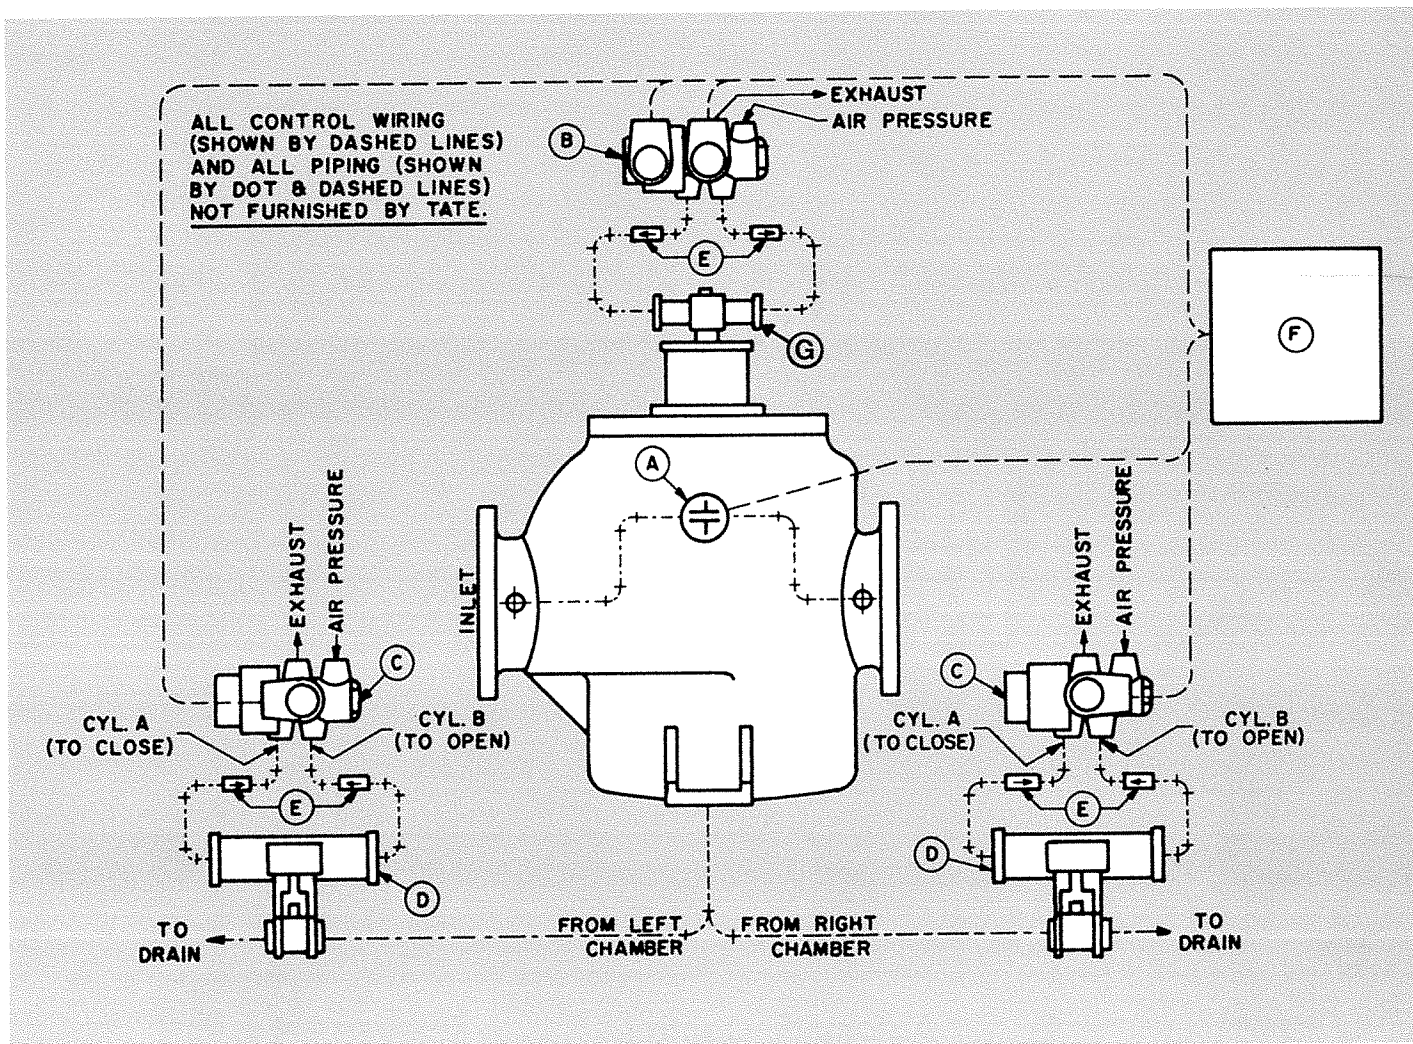 EXHAUST
AIR PRESSURE
ALL CONTROL WIRING
(SHOWN BY DASHED LINES)
AND ALL PIPING (SHOWN
BY DOT & DASHED LINES)
NOT FURNISHED BY TATE.
B
E
F
G
A
EXHAUST
AIR PRESSURE
INLET
EXHAUST
AIR PRESSURE
C
C
CYL. A
(TO CLOSE)
CYL. B
(TO OPEN)
CYL. A
(TO CLOSE)
CYL. B
(TO OPEN)
E
E
D
D
TO
DRAIN
FROM LEFT
CHAMBER
FROM RIGHT
CHAMBER
TO
DRAIN